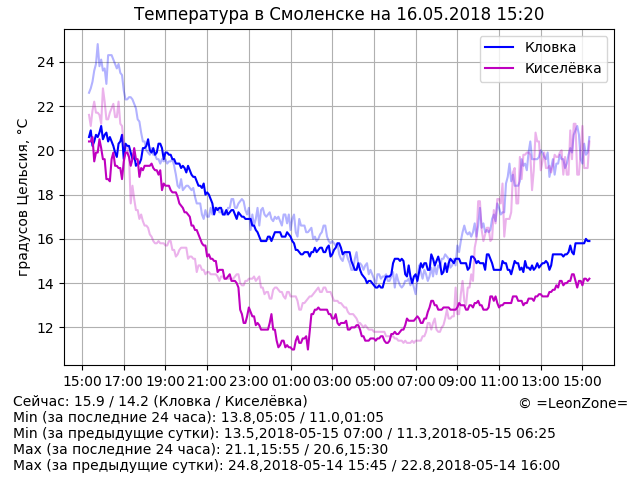 Температура в Смоленске на 16.05.2018 15:20
градусов Цельсия, °C
24
22
20
18
16
14
12
Кловка
Киселёвка
15:00 17:00 19:00 21:00 23:00 01:00 03:00 05:00 07:00 09:00 11:00 13:00 15:00
Сейчас: 15.9 / 14.2 (Кловка / Киселёвка)
© =LeonZone=
Min (за последние 24 часа): 13.8,05:05 / 11.0,01:05
Min (за предыдущие сутки): 13.5,2018-05-15 07:00 / 11.3,2018-05-15 06:25
Max (за последние 24 часа): 21.1,15:55 / 20.6,15:30
Max (за предыдущие сутки): 24.8,2018-05-14 15:45 / 22.8,2018-05-14 16:00